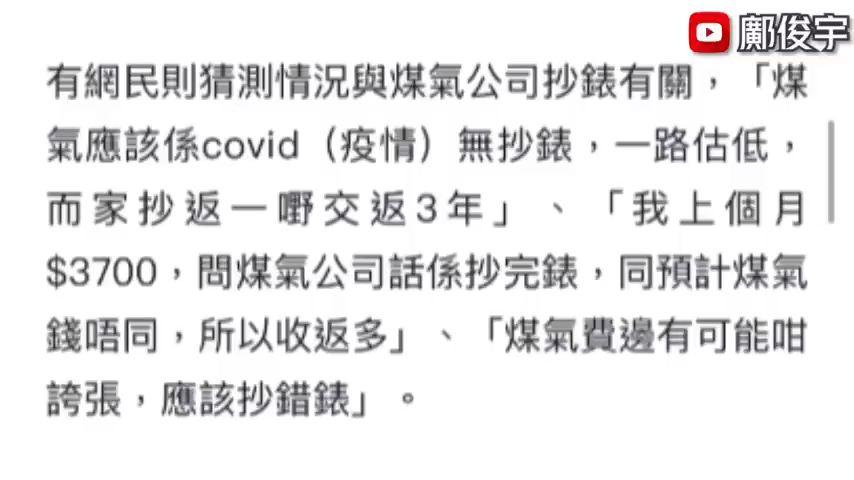 鄺俊宇
有網民則猜測情況與煤氣公司抄錶有關，「煤
氣應該係covid（疫情）無抄錶，一路估低，
而家抄返一嘢交返3年」、「我上個月
$3700，問煤氣公司話係抄完錶，同預計煤氣
錢唔同，所以收返多」、「煤氣費邊有可能咁
誇張，應該抄錯錶」。